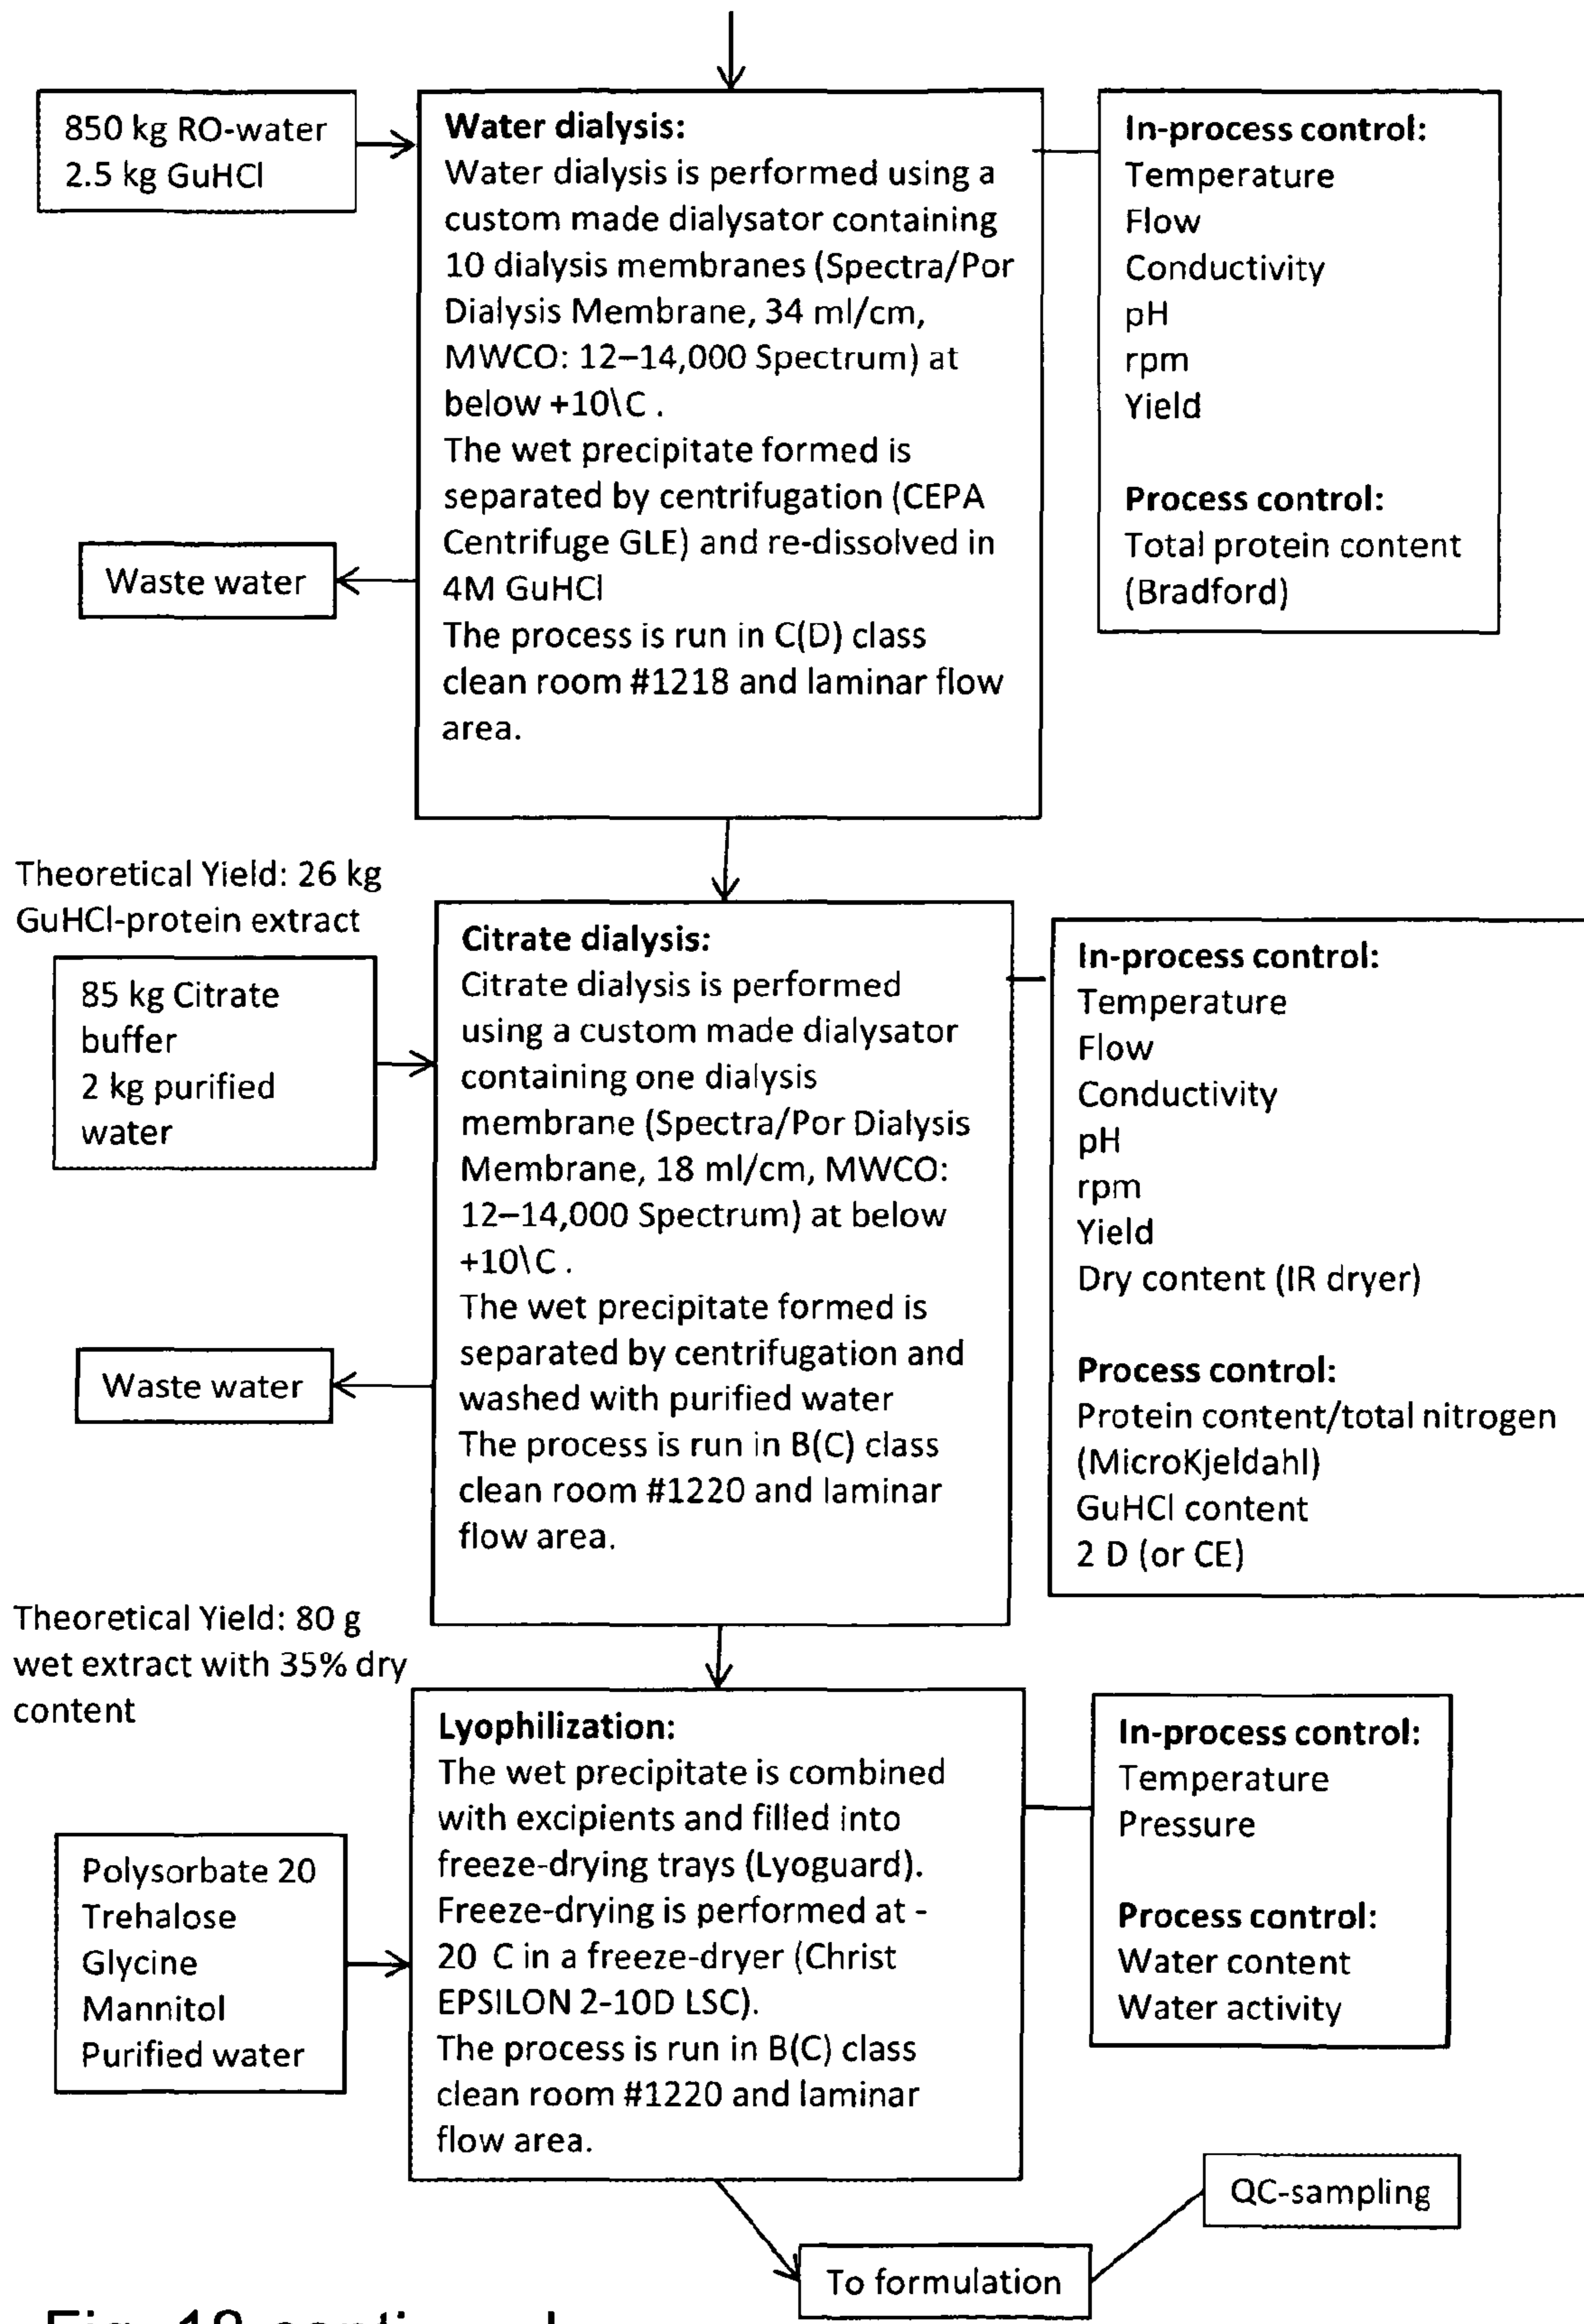 850 kg RO-water
2.5 kg GuHCl
Water dialysis:
Water dialysis is performed using a
custom made dialysator containing
10 dialysis membranes (Spectra/Por
Dialysis Membrane, 34 ml/cm,
MWCO: 12–14,000 Spectrum) at
below +10\C .
The wet precipitate formed is
separated by centrifugation (CEPA
Centrifuge GLE) and re-dissolved in
4M GuHCl
The process is run in C(D) class
clean room #1218 and laminar flow
area.
In-process control:
Temperature
Flow
Conductivity
pH
rpm
Yield
Process control:
Total protein content
(Bradford)
Waste water
Theoretical Yield: 26 kg
GuHCl-protein extract
85 kg Citrate
buffer
2 kg purified
water
Citrate dialysis:
Citrate dialysis is performed
using a custom made dialysator
containing one dialysis
membrane (Spectra/Por Dialysis
Membrane, 18 ml/cm, MWCO:
12–14,000 Spectrum) at below
+10\C .
The wet precipitate formed is
separated by centrifugation and
washed with purified water
The process is run in B(C) class
clean room #1220 and laminar
flow area.
In-process control:
Temperature
Flow
Conductivity
pH
rpm
Yield
Dry content (IR dryer)
Process control:
Protein content/total nitrogen
(MicroKjeldahl)
GuHCl content
2 D (or CE)
Waste water
Theoretical Yield: 80 g
wet extract with 35% dry
content
Polysorbate 20
Trehalose
Glycine
Mannitol
Purified water
Lyophilization:
The wet precipitate is combined
with excipients and filled into
freeze-drying trays (Lyoguard).
Freeze-drying is performed at -
20 C in a freeze-dryer (Christ
EPSILON 2-10D LSC).
The process is run in B(C) class
clean room #1220 and laminar
flow area.
In-process control:
Temperature
Pressure
Process control:
Water content
Water activity
QC-sampling
To formulation